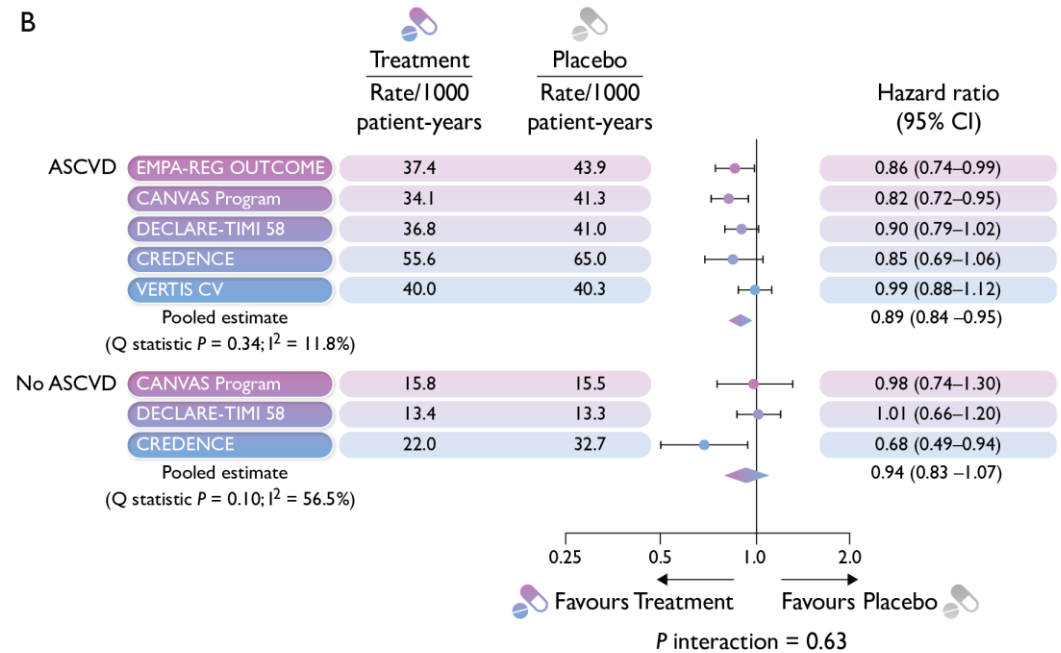 B
Treatment
Placebo
Rate/1000
patient-years
Rate/1000
patient-years
Hazard ratio
(95% CI)
ASCVD EMPA-REG OUTCOME 37.4 43.9 0.86 (0.74–0.99)
CANVAS Program 34.1 41.3 0.82 (0.72–0.95)
DECLARE-TIMI 58 36.8 41.0 0.90 (0.79–1.02)
CREDENCE 55.6 65.0 0.85 (0.69–1.06)
VERTIS CV 40.0 40.3 0.99 (0.88–1.12)
Pooled estimate 0.89 (0.84 –0.95)
(Q statistic P = 0.34; I² = 11.8%)
No ASCVD CANVAS Program 15.8 15.5 0.98 (0.74–1.30)
DECLARE-TIMI 58 13.4 13.3 1.01 (0.66–1.20)
CREDENCE 22.0 32.7 0.68 (0.49–0.94)
Pooled estimate 0.94 (0.83 –1.07)
(Q statistic P = 0.10; I² = 56.5%)
0.25 0.5 1.0 2.0
Favours Treatment Favours Placebo
P interaction = 0.63